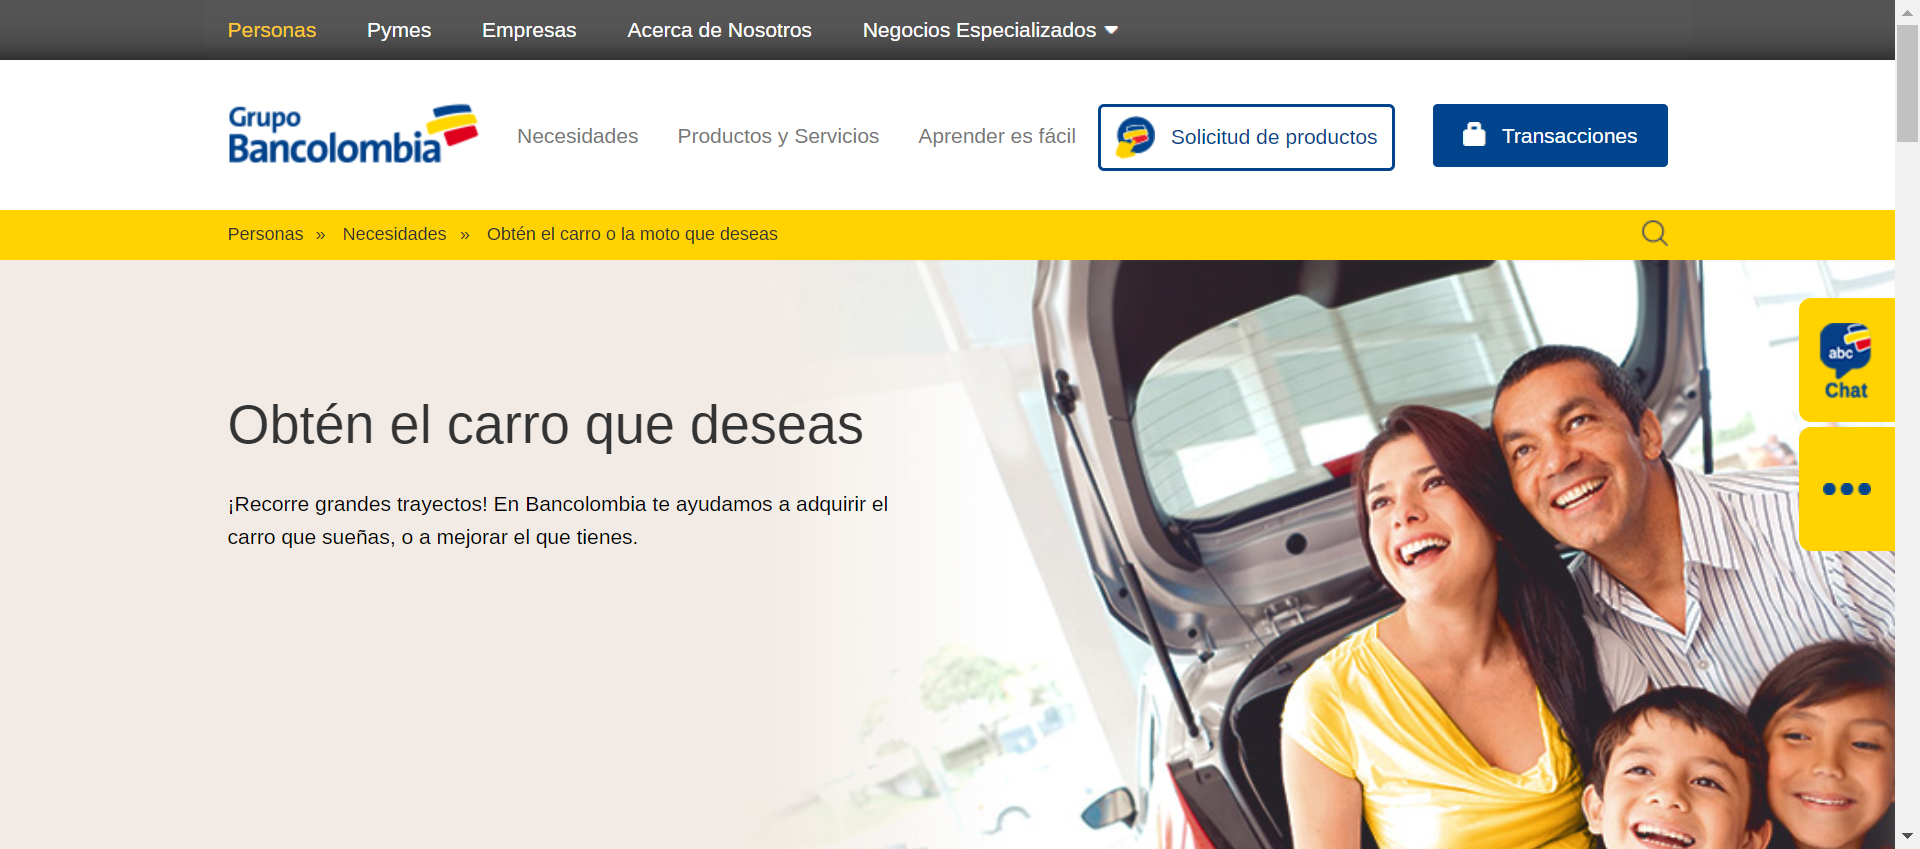 Personas Pymes Empresas Acerca de Nosotros Negocios Especializados
Grupo
Bancolombia
Necesidades Productos y Servicios Aprender es fácil Solicitud de productos Transacciones
Personas » Necesidades » Obtén el carro o la moto que deseas
abc
Chat
Obtén el carro que deseas
¡Recorre grandes trayectos! En Bancolombia te ayudamos a adquirir el
carro que sueñas, o a mejorar el que tienes.